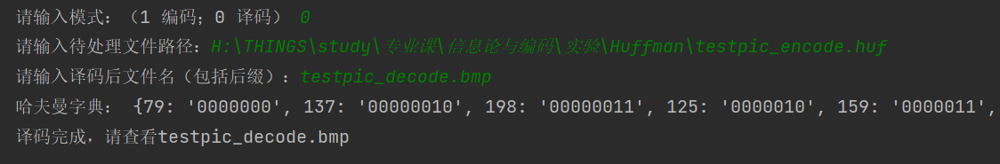 请输入模式：（1 编码；0 译码） 0
请输入待处理文件路径：H:\THINGS\study\专业课\信息论与编码\实验\Huffman\testpic_encode.huf
请输入译码后文件名（包括后缀）：testpic_decode.bmp
哈夫曼字典： {79: '0000000', 137: '00000010', 198: '00000011', 125: '0000010', 159: '0000011',
译码完成，请查看testpic_decode.bmp